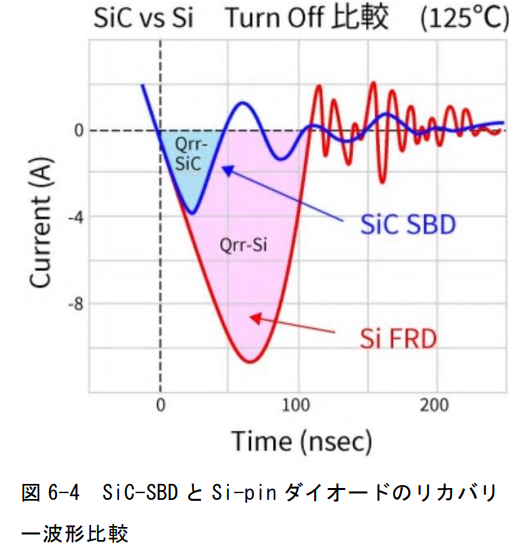 SiC vs Si Turn Off 比較 (125℃)
0
-4
-8
Current (A)
Qrr-
SiC
Qrr-Si
SiC SBD
Si FRD
0 100 200
Time (nsec)
図 6-4 SiC-SBD と Si-pin ダイオードのリカバリ
ー波形比較